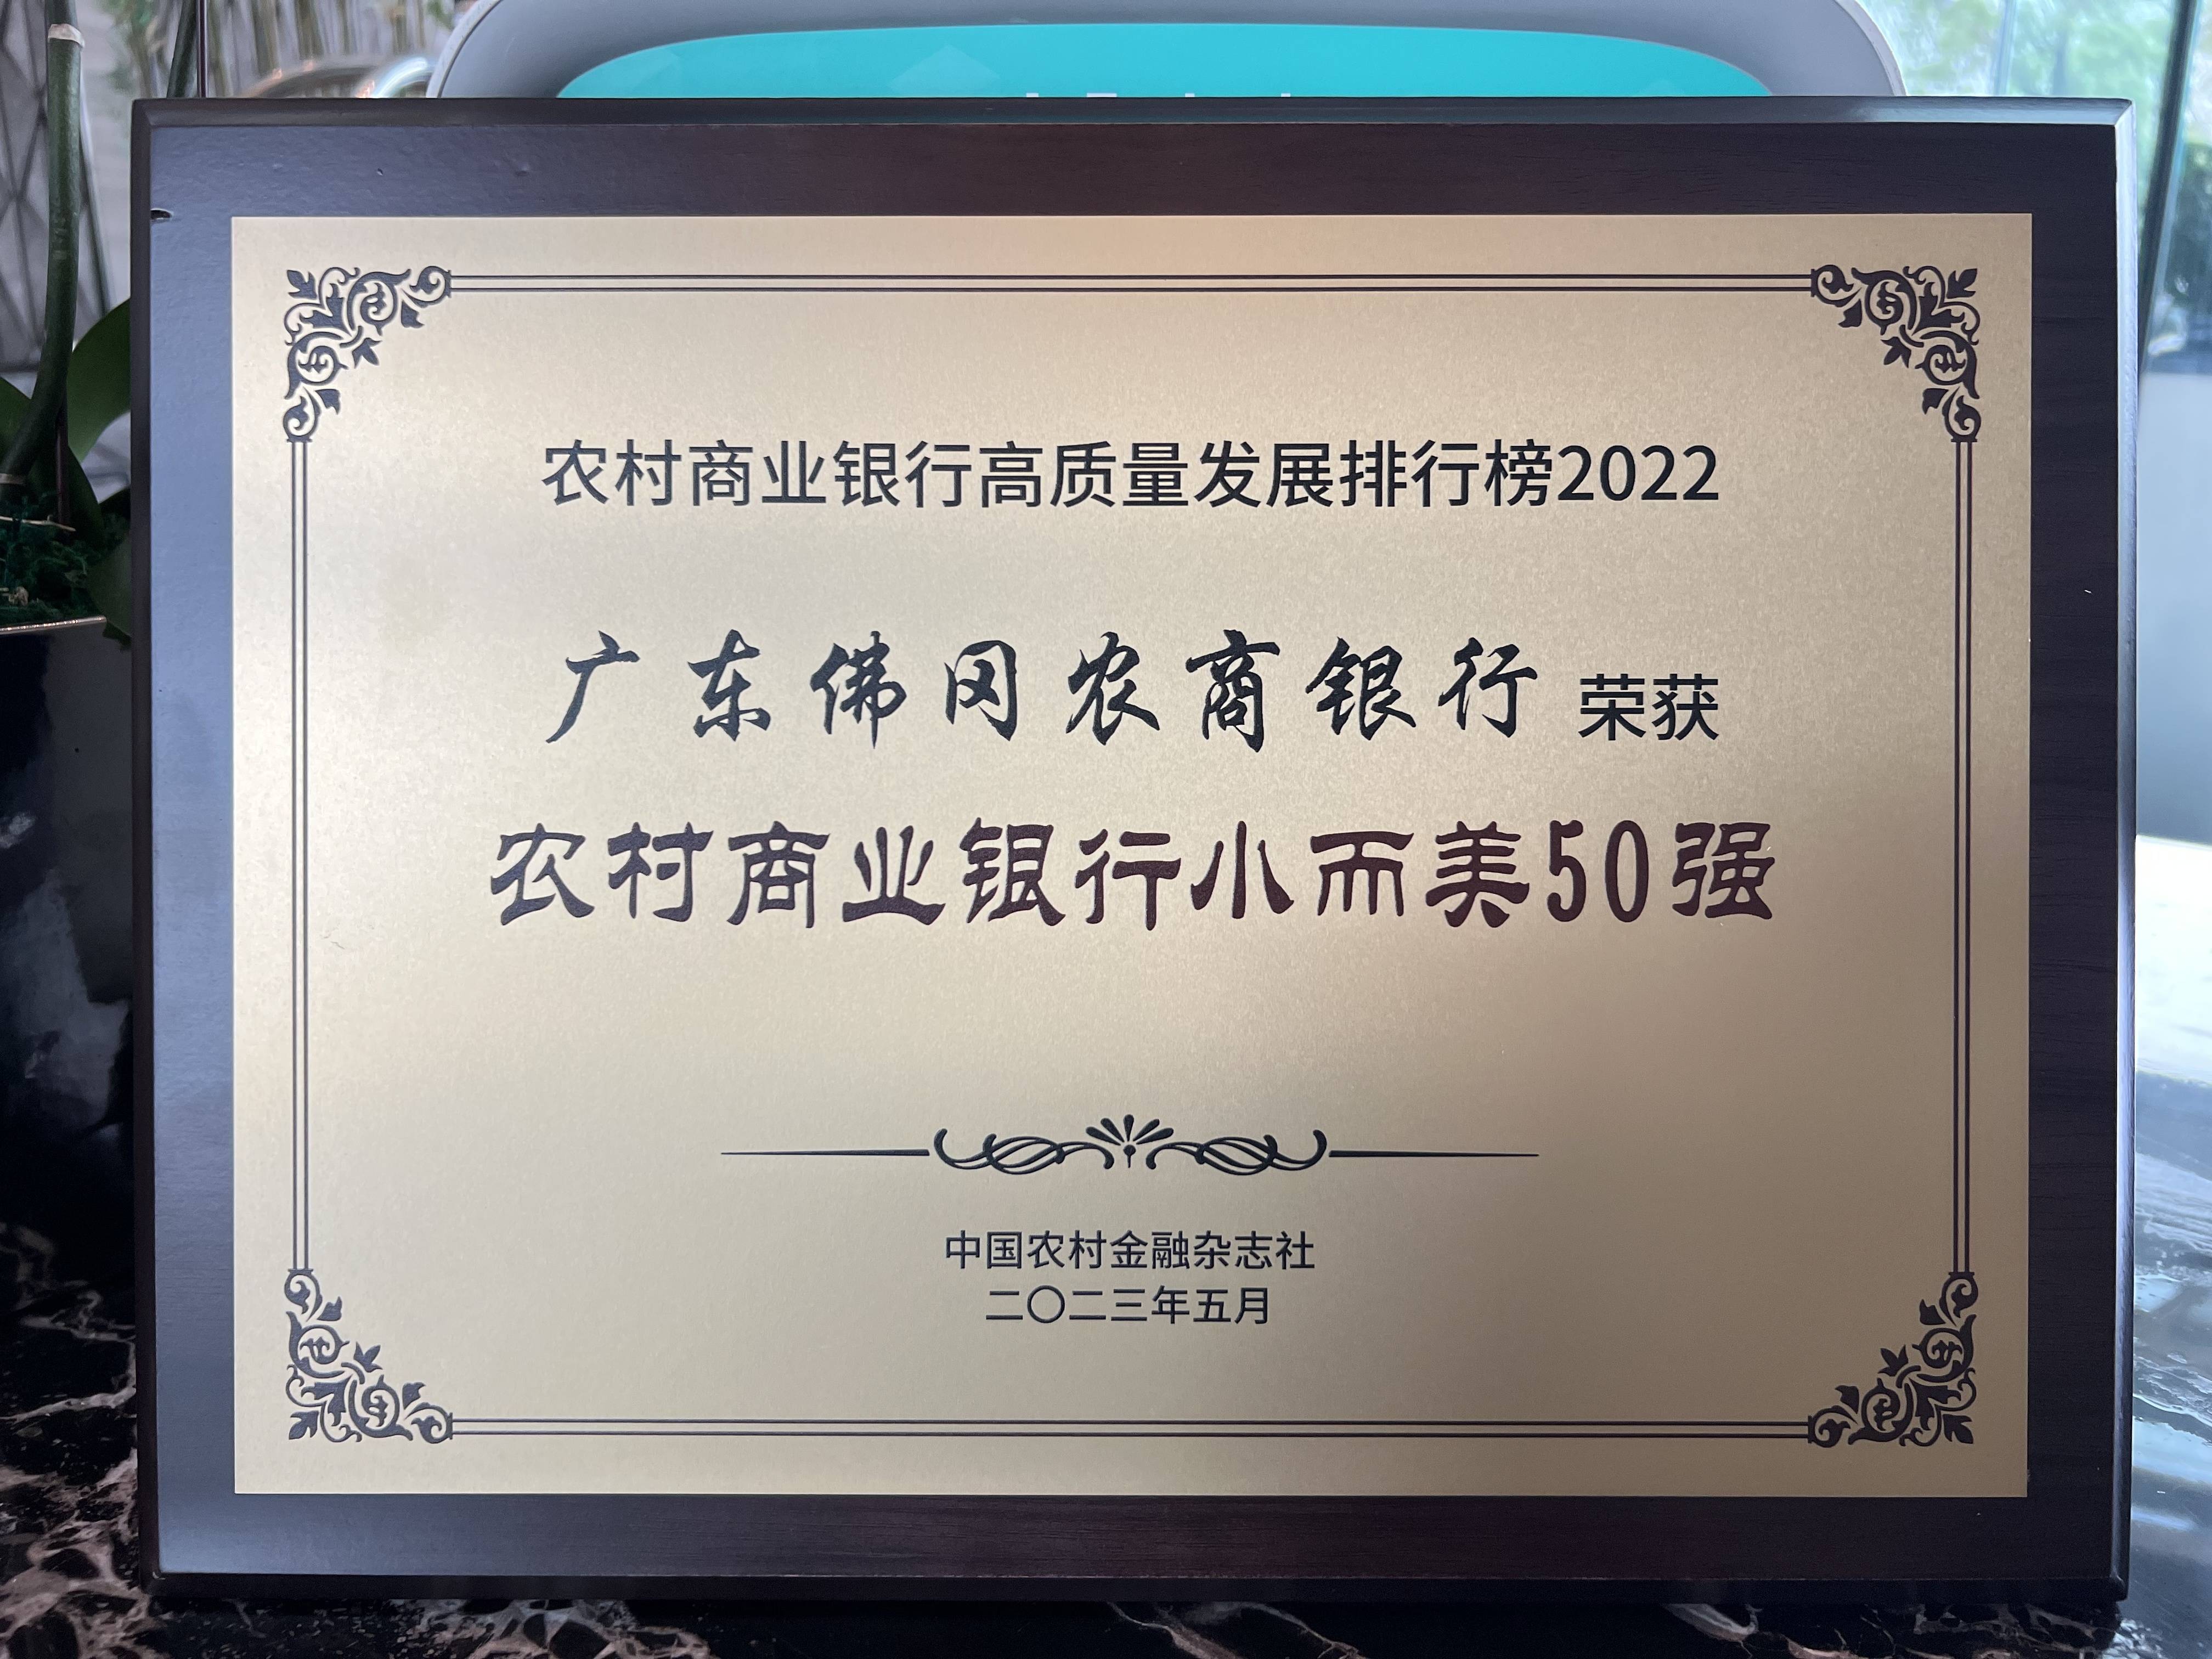 农村商业银行高质量发展排行榜2022
广东佛冈农商银行 荣获
农村商业银行小而美50强
中国农村金融杂志社
二〇二三年五月